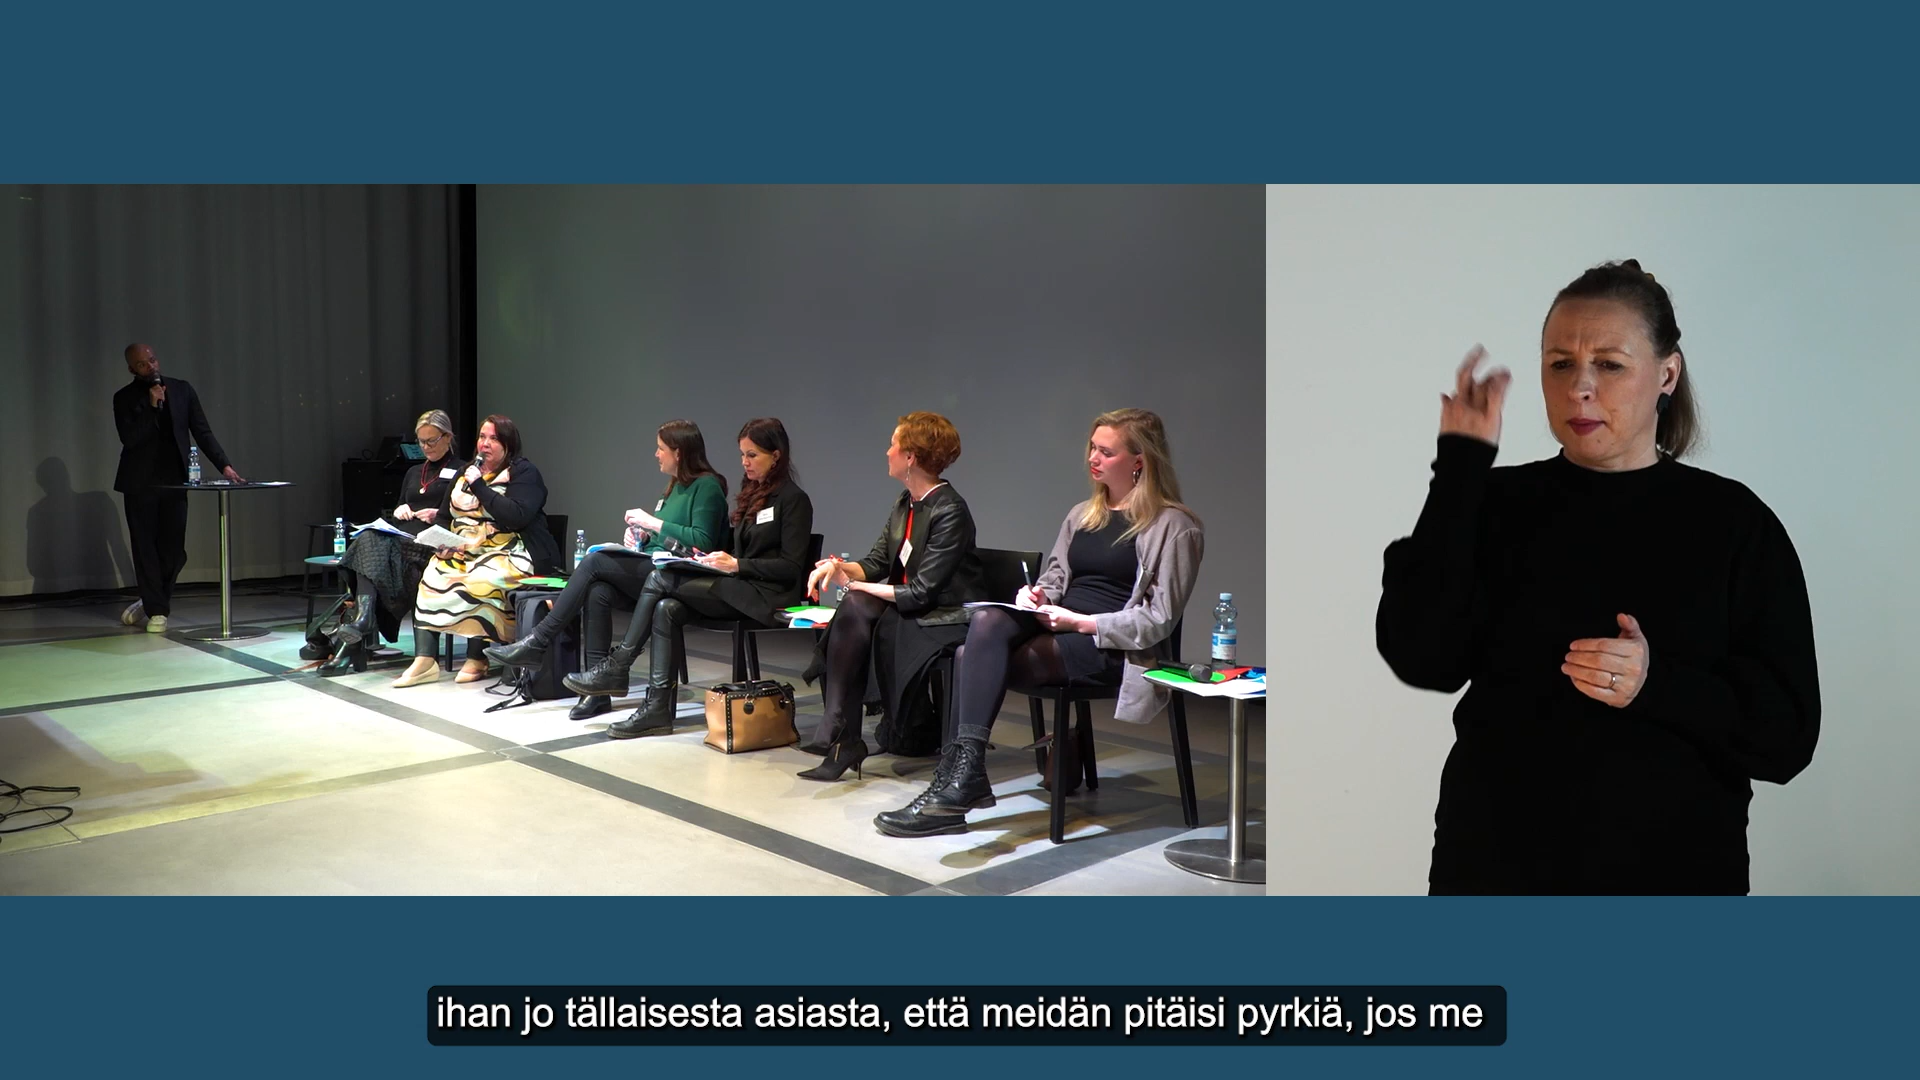 ihan jo tällaisesta asiasta, että meidän pitäisi pyrkiä, jos me